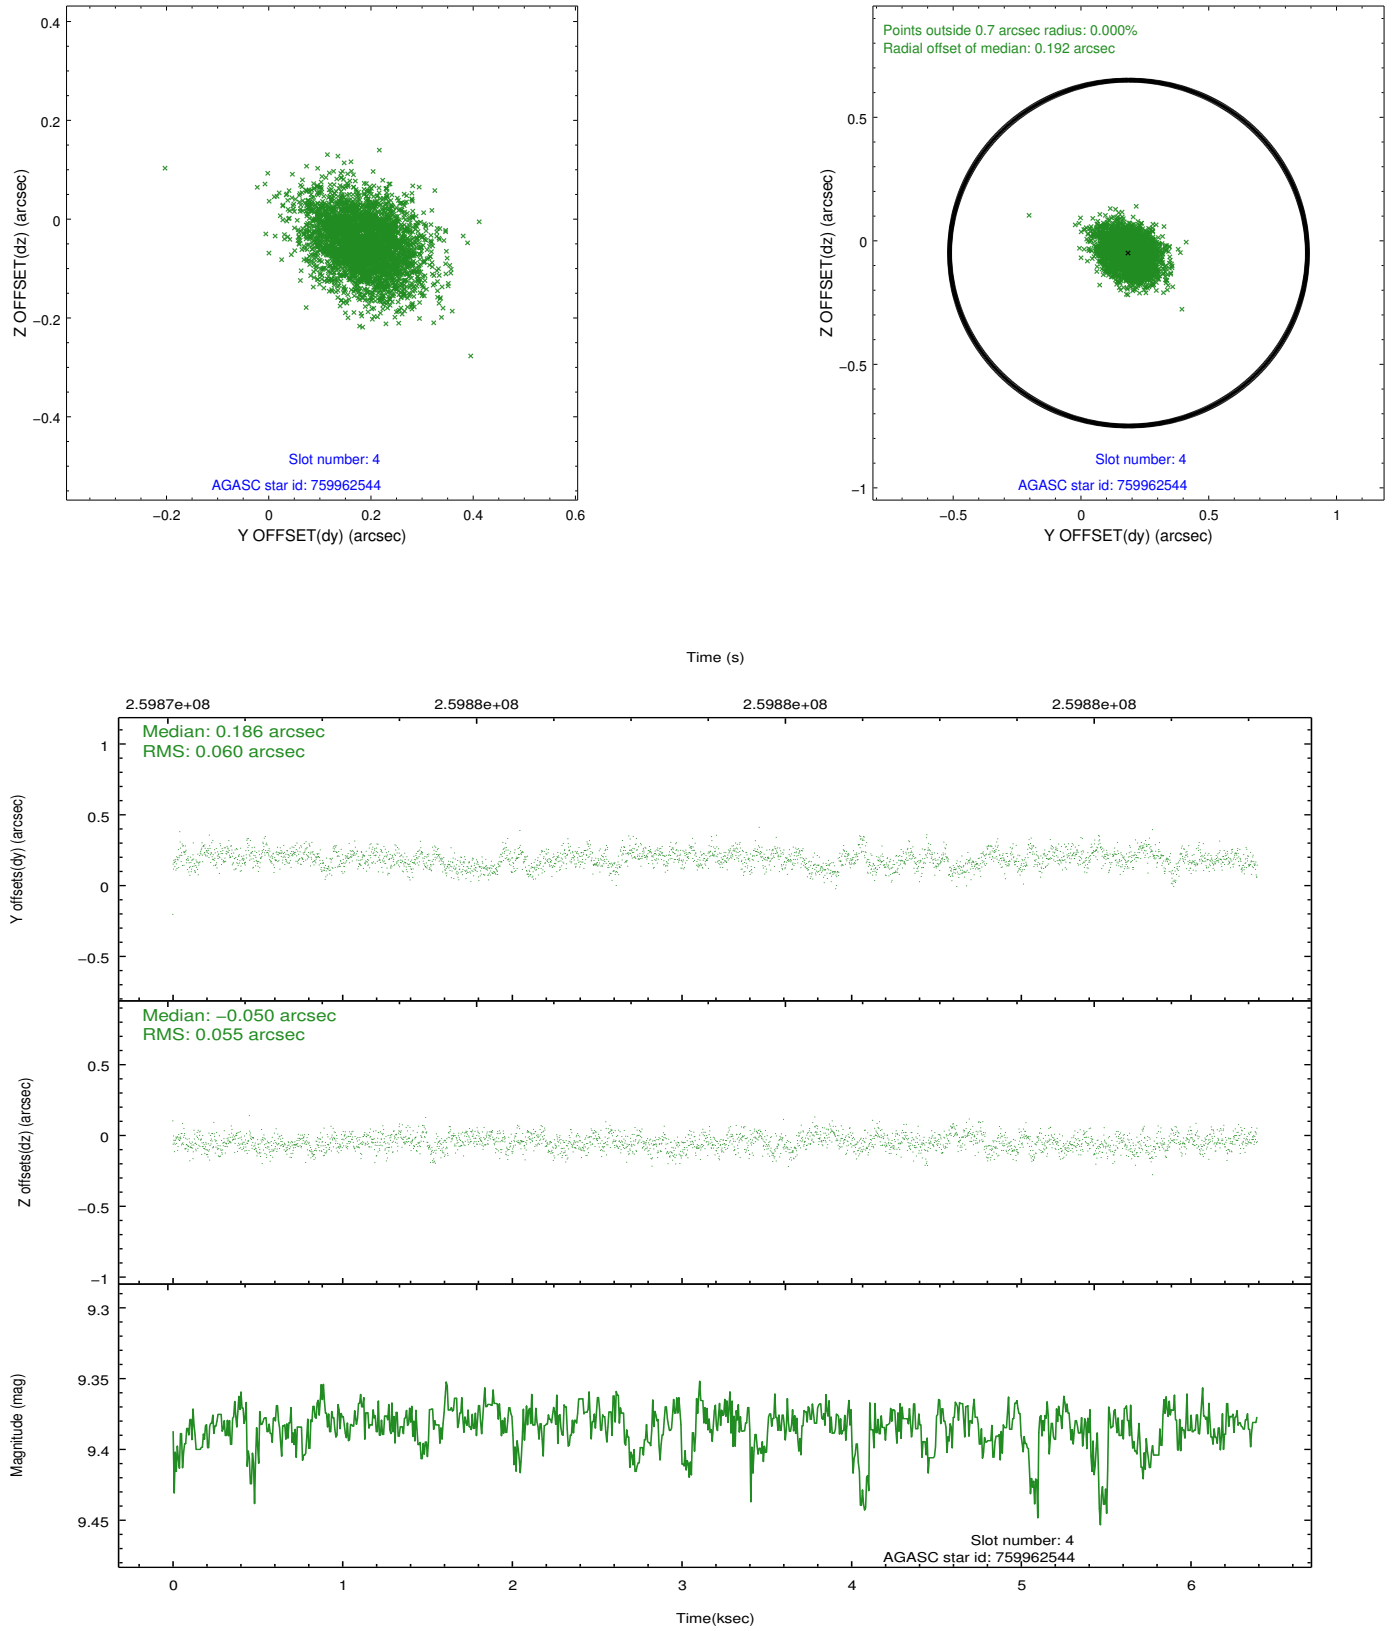 0.4
0.2
0
−0.2
−0.4
Z OFFSET(dz) (arcsec)
Slot number: 4
AGASC star id: 759962544
−0.2 0 0.2 0.4 0.6
Y OFFSET(dy) (arcsec)
Points outside 0.7 arcsec radius: 0.000%
Radial offset of median: 0.192 arcsec
0.5
0
−0.5
−1
Z OFFSET(dz) (arcsec)
Slot number: 4
AGASC star id: 759962544
−0.5 0 0.5 1
Y OFFSET(dy) (arcsec)
Time (s)
2.5987e+08 2.5988e+08 2.5988e+08 2.5988e+08
Median: 0.186 arcsec
RMS: 0.060 arcsec
1
0.5
0
−0.5
Y offsets(dy) (arcsec)
Median: −0.050 arcsec
RMS: 0.055 arcsec
0.5
0
−0.5
−1
Z offsets(dz) (arcsec)
9.3
9.35
9.4
9.45
Magnitude (mag)
Slot number: 4
AGASC star id: 759962544
0 1 2 3 4 5 6
Time(ksec)